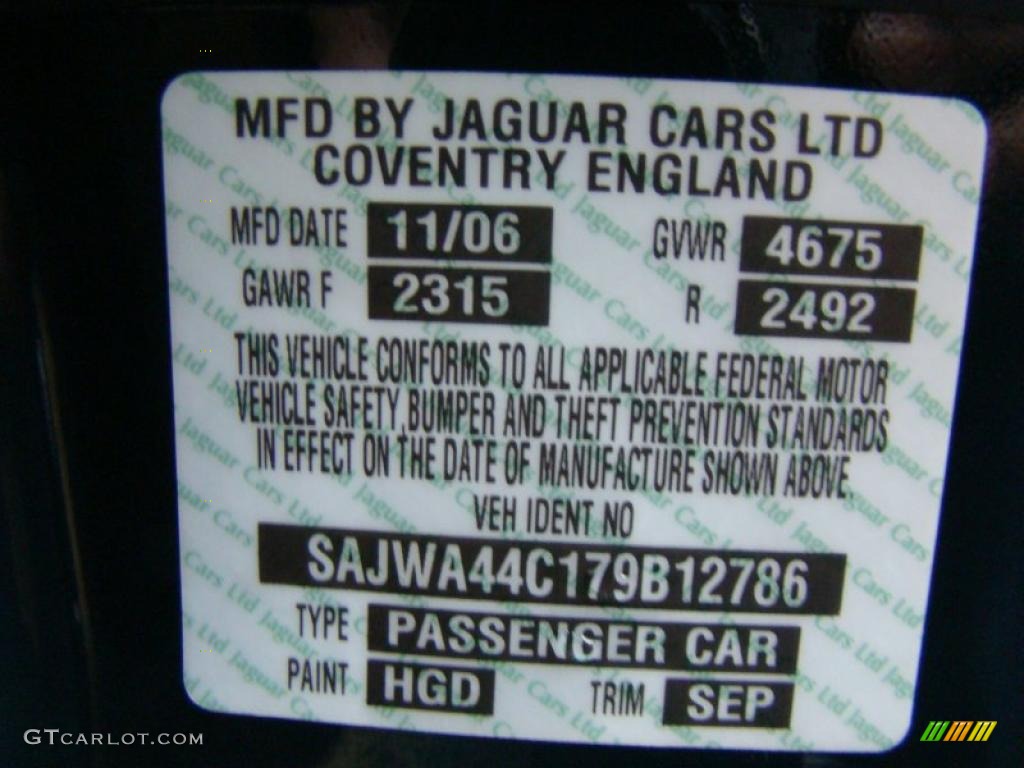 MFD BY JAGUAR CARS LTD
COVENTRY ENGLAND
MFD DATE 11/06 GVWR 4675
GAWR F 2315 R 2492
THIS VEHICLE CONFORMS TO ALL APPLICABLE FEDERAL MOTOR
VEHICLE SAFETY,BUMPER AND THEFT PREVENTION STANDARDS
IN EFFECT ON THE DATE OF MANUFACTURE SHOWN ABOVE.
VEH IDENT NO
SAJWA44C179B12786
TYPE PASSENGER CAR
PAINT HGD TRIM SEP
GTCARLOT.COM